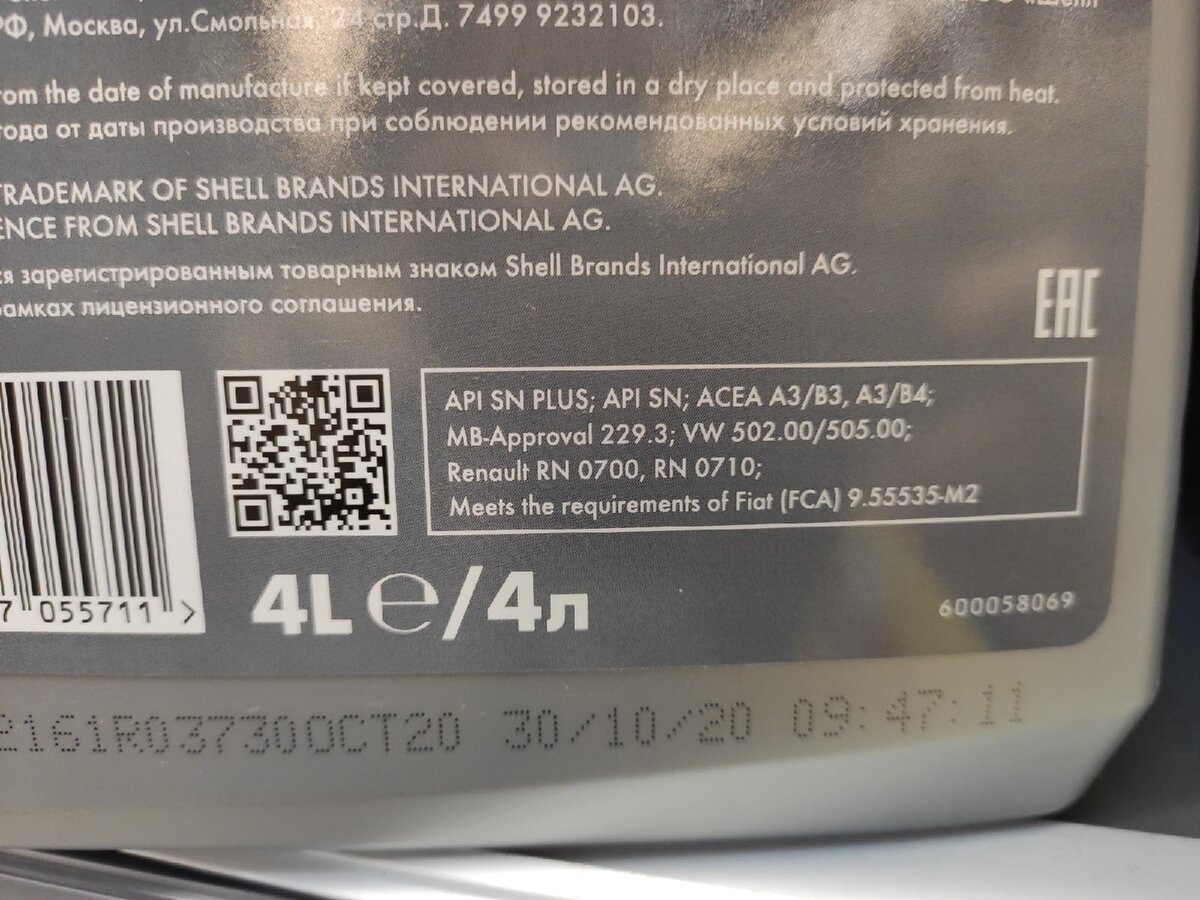 РФ, Москва, ул.Смольная, 24 стр.Д. 7499 9232103.
from the date of manufacture if kept covered, stored in a dry place and protected from heat.
года от даты производства при соблюдении рекомендованных условий хранения.
TRADEMARK OF SHELL BRANDS INTERNATIONAL AG.
ENCE FROM SHELL BRANDS INTERNATIONAL AG.
ся зарегистрированным товарным знаком Shell Brands International AG.
рамках лицензионного соглашения.
EAC
API SN PLUS; API SN; ACEA A3/B3, A3/B4;
MB-Approval 229.3; VW 502.00/505.00;
Renault RN 0700, RN 0710;
Meets the requirements of Fiat (FCA) 9.55535-M2
7 055711 >
4L e/4л
600058069
2161R03730OCT20 30/10/20 09:47:11